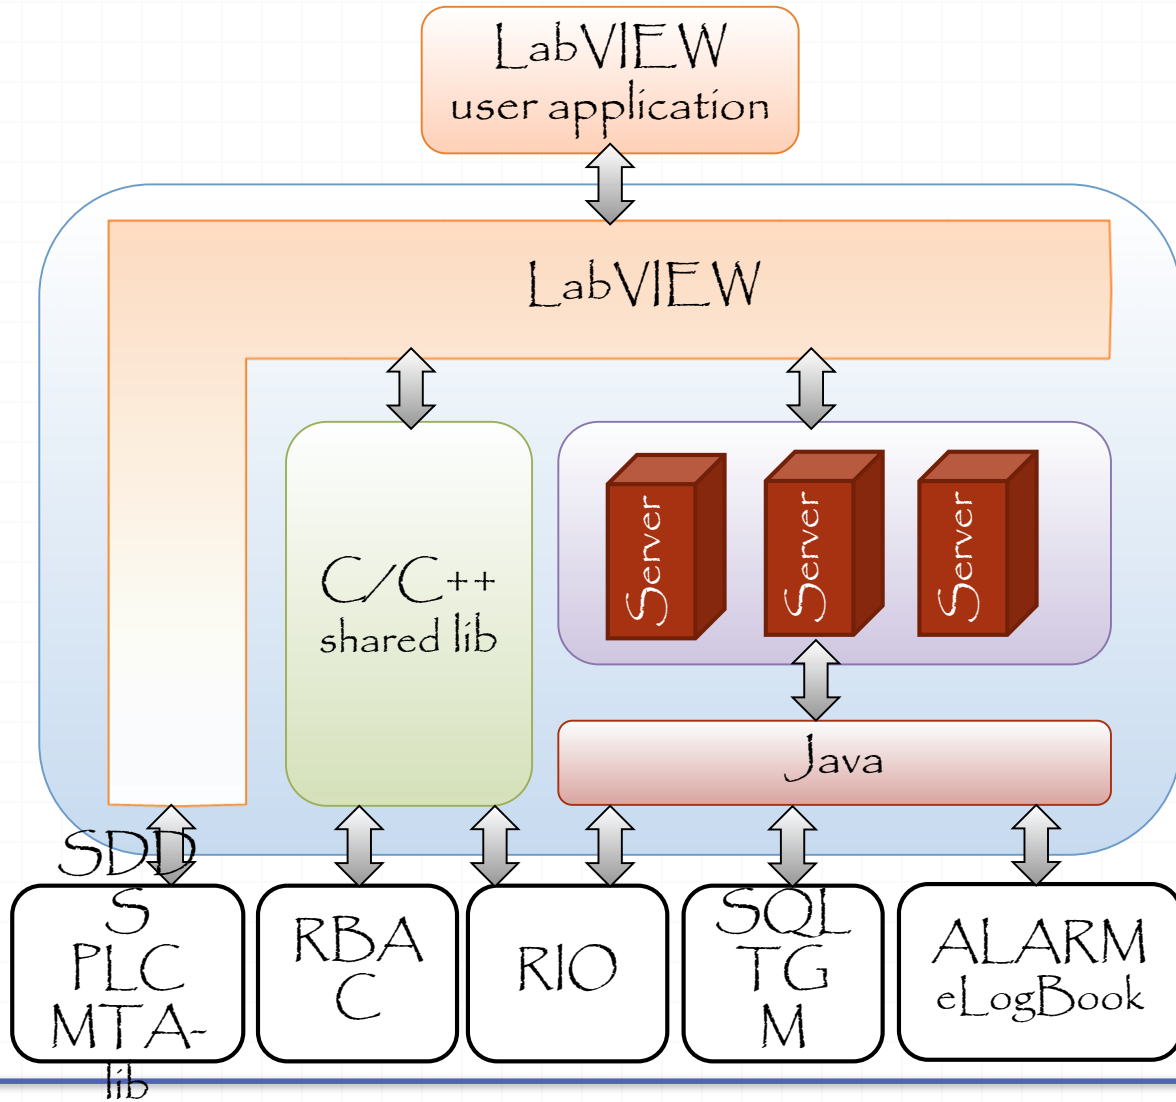 LabVIEW
user application
LabVIEW
C/C++
shared lib
Server
Server
Server
Java
SDD
S
PLC
MTA-
lib
RBA
C
RIO
SQL
TG
M
ALARM
eLogBook